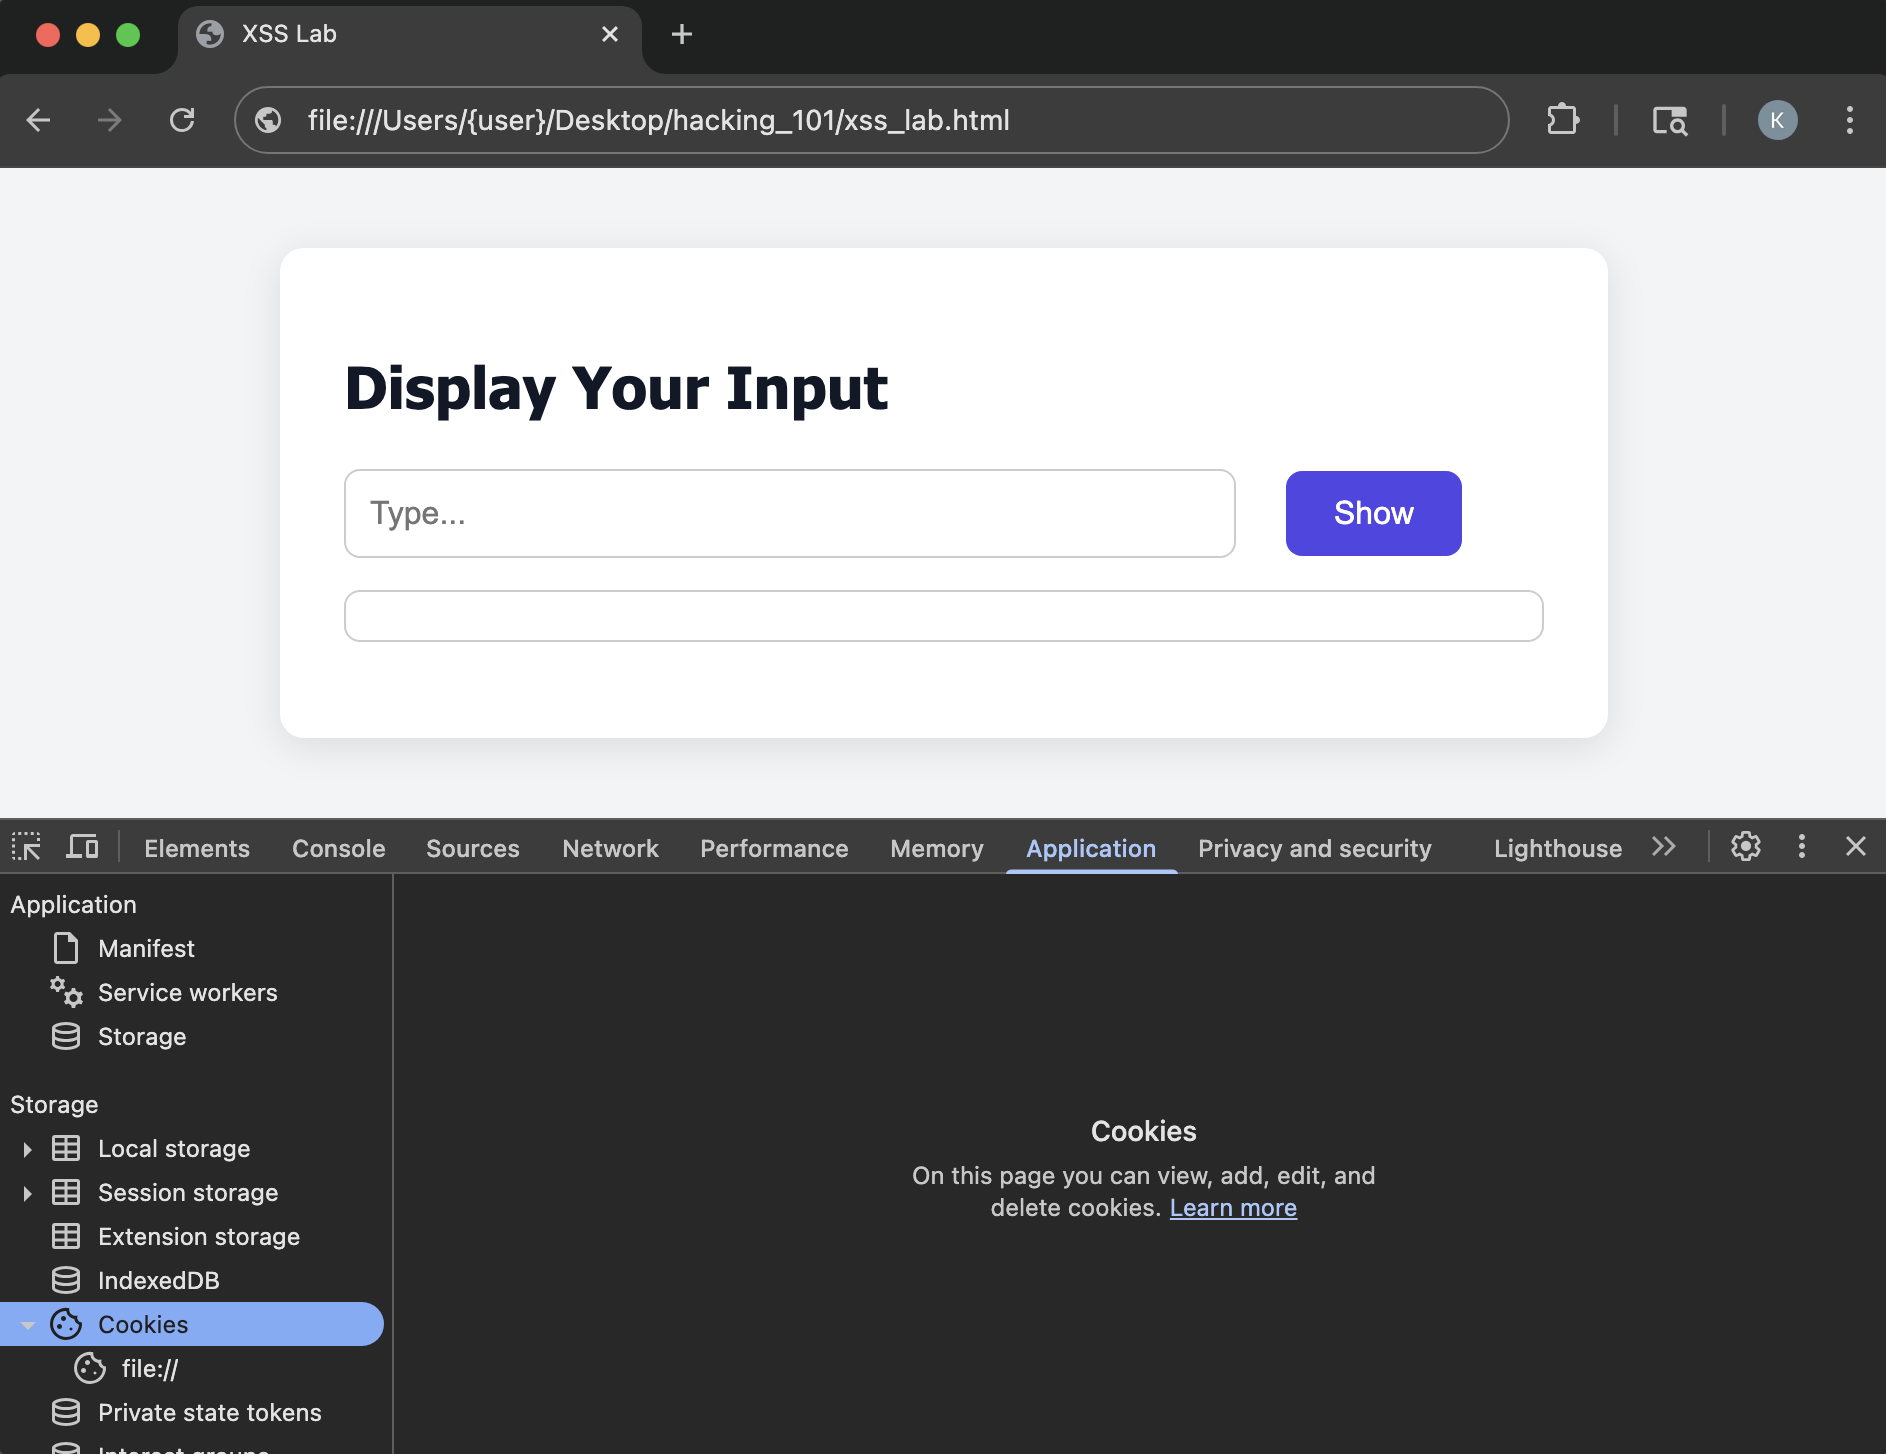 XSS Lab
file:///Users/{user}/Desktop/hacking_101/xss_lab.html
K
Display Your Input
Type...
Show
Elements
Console
Sources
Network
Performance
Memory
Application
Privacy and security
Lighthouse
Application
Manifest
Service workers
Storage
Storage
Local storage
Session storage
Extension storage
IndexedDB
Cookies
file://
Private state tokens
Interest groups
Cookies
On this page you can view, add, edit, and
delete cookies. Learn more